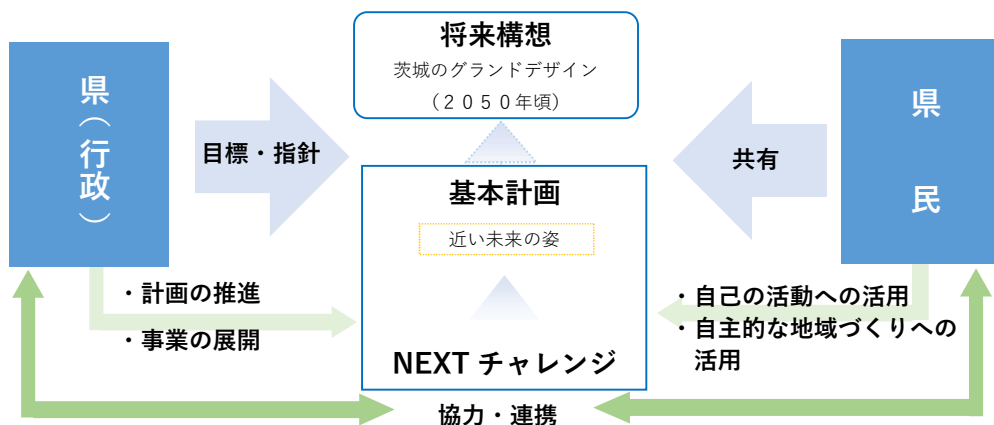 将来構想
茨城のグランドデザイン
（２０５０年頃）
県（行政）
目標・指針
共有
県民
基本計画
近い未来の姿
・計画の推進
・事業の展開
・自己の活動への活用
・自主的な地域づくりへの
活用
NEXT チャレンジ
協力・連携